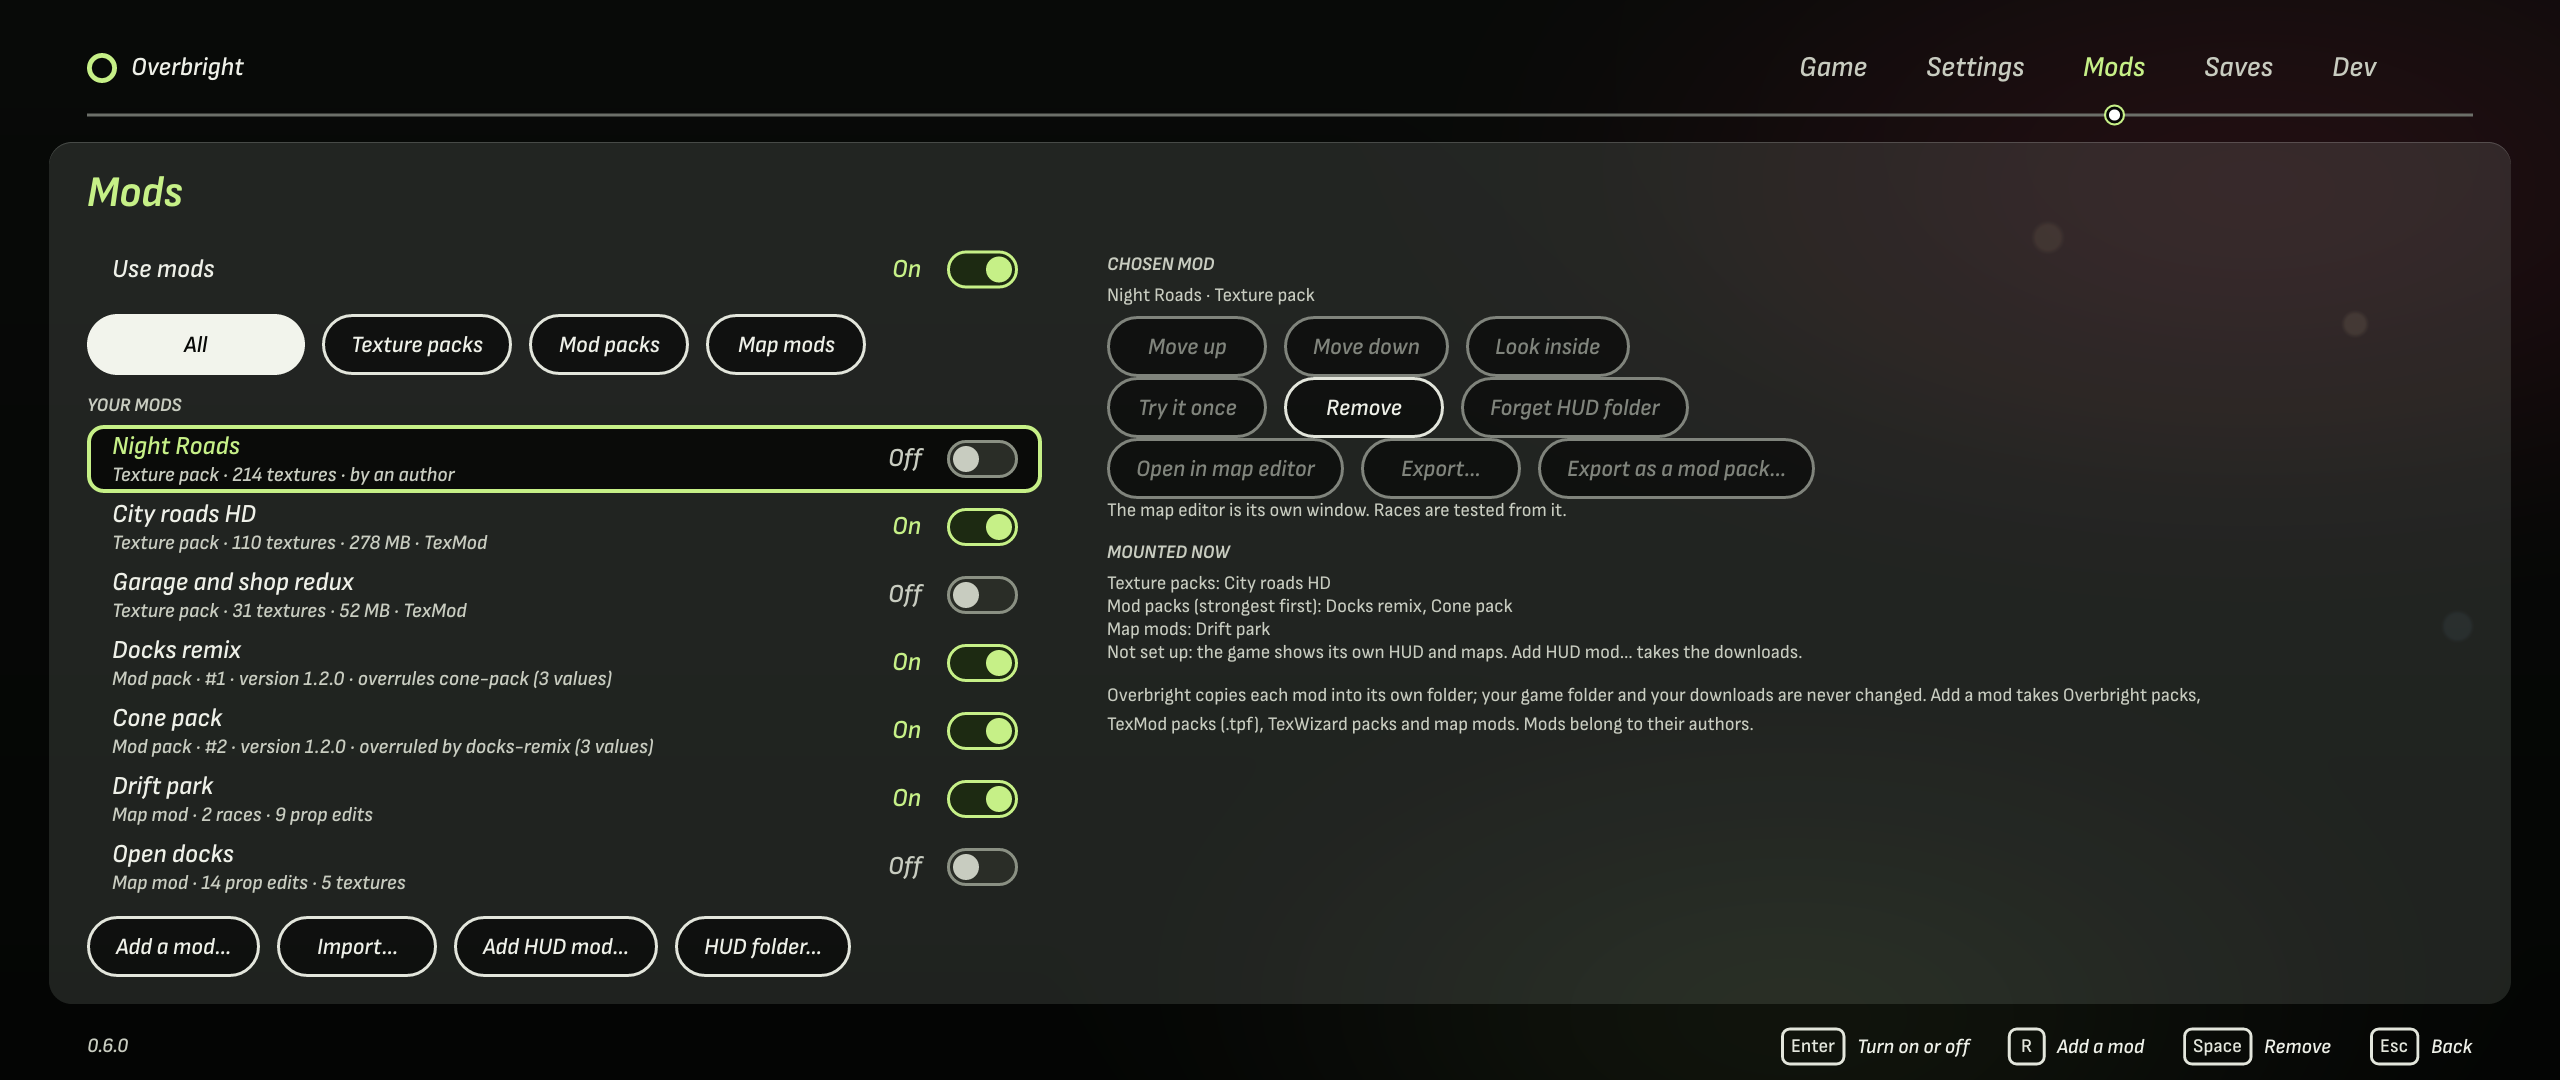 Overbright
Game Settings Mods Saves Dev
Mods
Use mods On
All Texture packs Mod packs Map mods
YOUR MODS
Night Roads Off
Texture pack · 214 textures · by an author
City roads HD On
Texture pack · 110 textures · 278 MB · TexMod
Garage and shop redux Off
Texture pack · 31 textures · 52 MB · TexMod
Docks remix On
Mod pack · #1 · version 1.2.0 · overrules cone-pack (3 values)
Cone pack On
Mod pack · #2 · version 1.2.0 · overruled by docks-remix (3 values)
Drift park On
Map mod · 2 races · 9 prop edits
Open docks Off
Map mod · 14 prop edits · 5 textures
Add a mod... Import... Add HUD mod... HUD folder...
CHOSEN MOD
Night Roads · Texture pack
Move up Move down Look inside
Try it once Remove Forget HUD folder
Open in map editor Export... Export as a mod pack...
The map editor is its own window. Races are tested from it.
MOUNTED NOW
Texture packs: City roads HD
Mod packs (strongest first): Docks remix, Cone pack
Map mods: Drift park
Not set up: the game shows its own HUD and maps. Add HUD mod... takes the downloads.
Overbright copies each mod into its own folder; your game folder and your downloads are never changed. Add a mod takes Overbright packs,
TexMod packs (.tpf), TexWizard packs and map mods. Mods belong to their authors.
0.6.0
Enter Turn on or off R Add a mod Space Remove Esc Back